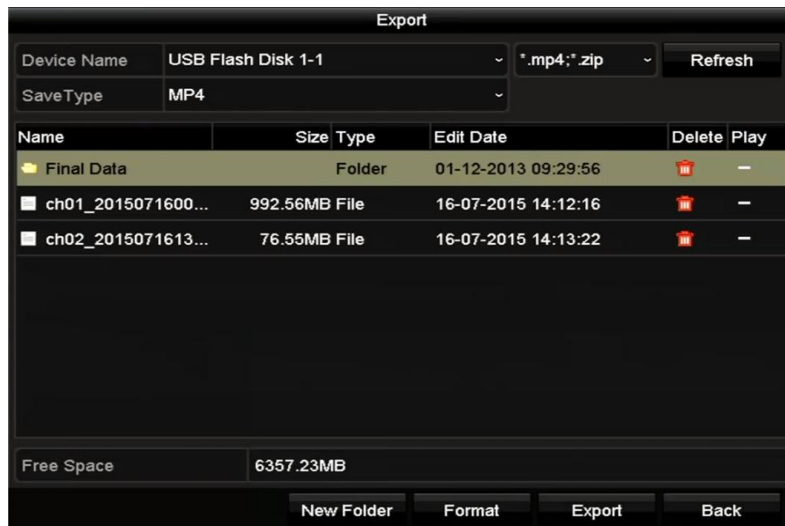 Export
Device Name USB Flash Disk 1-1 *.mp4;*.zip Refresh
SaveType MP4
Name Size Type Edit Date Delete Play
Final Data Folder 01-12-2013 09:29:56
ch01_2015071600... 992.56MB File 16-07-2015 14:12:16
ch02_2015071613... 76.55MB File 16-07-2015 14:13:22
Free Space 6357.23MB
New Folder Format Export Back